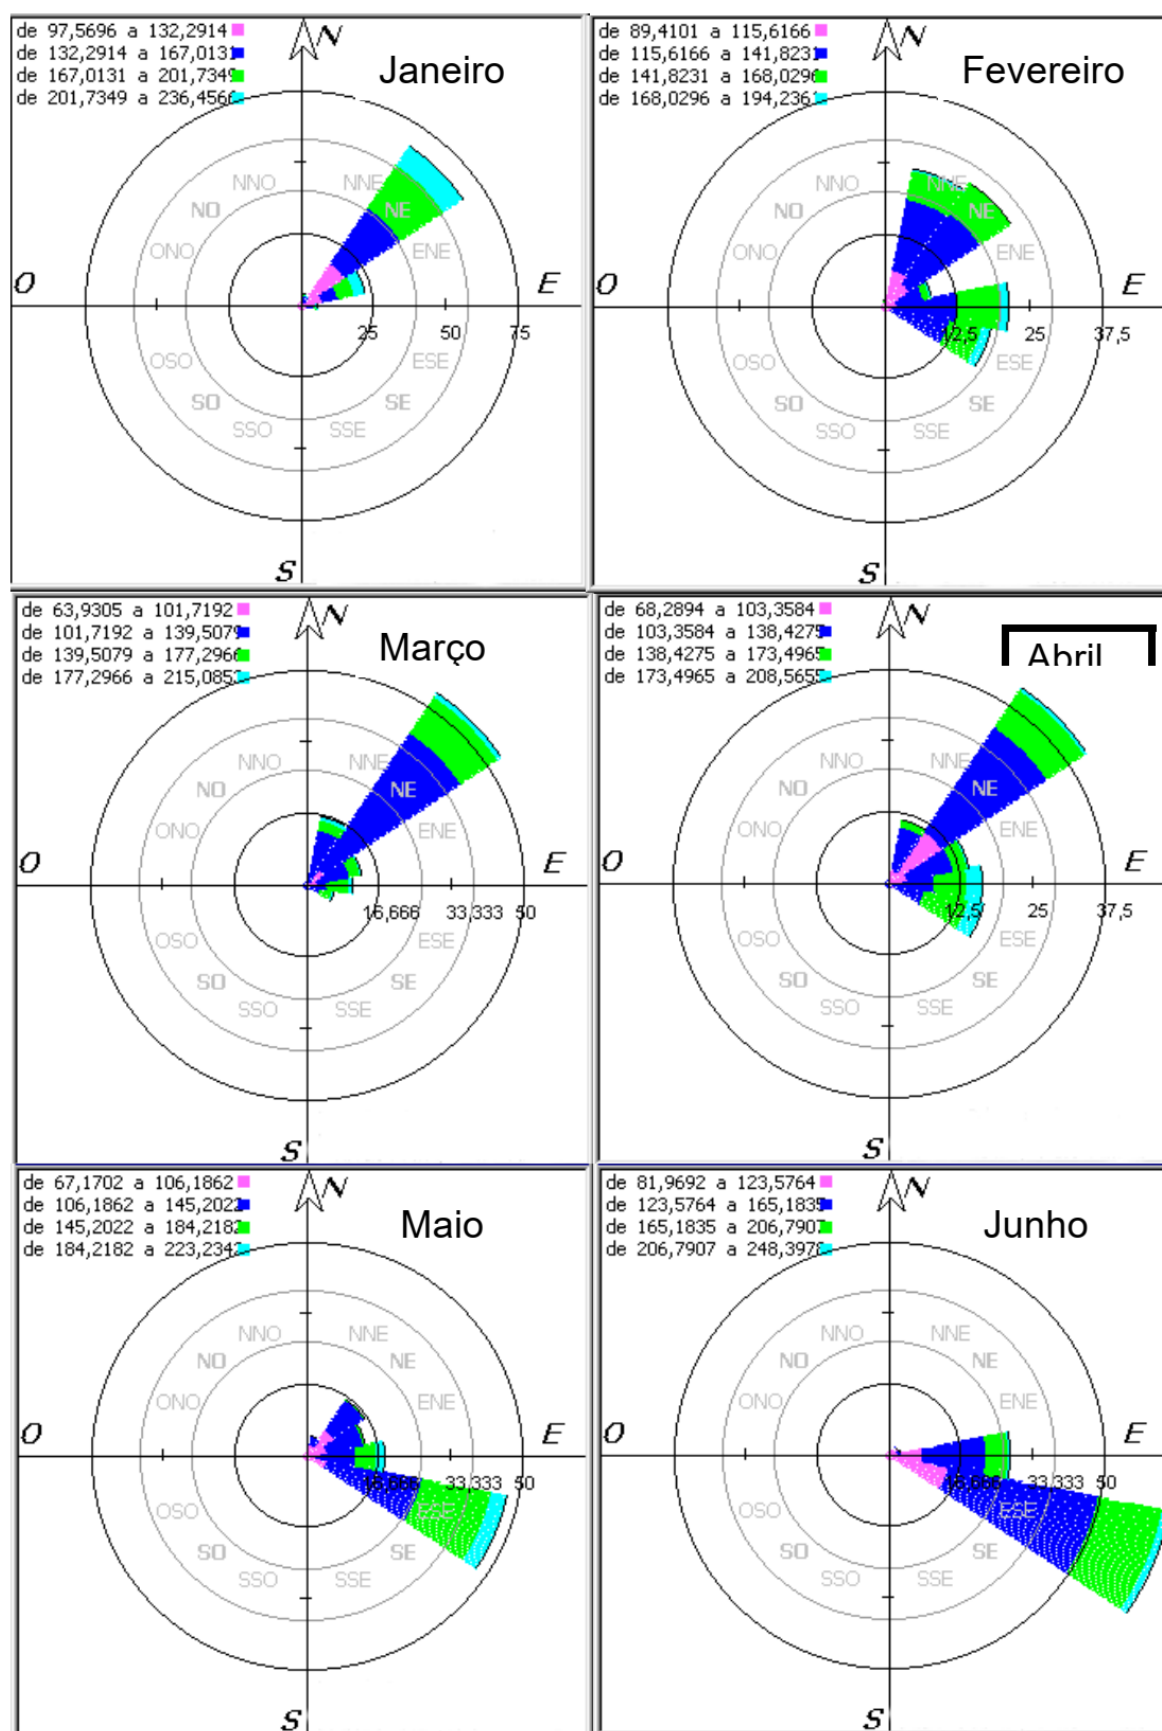 de 97,5696 a 132,2914
de 132,2914 a 167,0131
de 167,0131 a 201,7349
de 201,7349 a 236,4566
N
Janeiro
NNO NNE
NO NE
ONO ENE
O E
25 50 75
OSO ESE
SO SE
SSO SSE
S
de 89,4101 a 115,6166
de 115,6166 a 141,8231
de 141,8231 a 168,0296
de 168,0296 a 194,236
N
Fevereiro
NNO NNE
NO NE
ONO ENE
O E
12,5 25 37,5
OSO ESE
SO SE
SSO SSE
S
de 63,9305 a 101,7192
de 101,7192 a 139,5079
de 139,5079 a 177,2966
de 177,2966 a 215,0853
N
Março
NNO NNE
NO NE
ONO ENE
O E
16,666 33,333 50
OSO ESE
SO SE
SSO SSE
S
de 68,2894 a 103,3584
de 103,3584 a 138,4275
de 138,4275 a 173,4965
de 173,4965 a 208,5655
N
Abril
NNO NNE
NO NE
ONO ENE
O E
12,5 25 37,5
OSO ESE
SO SE
SSO SSE
S
de 67,1702 a 106,1862
de 106,1862 a 145,2022
de 145,2022 a 184,2182
de 184,2182 a 223,2342
N
Maio
NNO NNE
NO NE
ONO ENE
O E
16,666 33,333 50
OSO ESE
SO SE
SSO SSE
S
de 81,9692 a 123,5764
de 123,5764 a 165,1835
de 165,1835 a 206,7907
de 206,7907 a 248,3978
N
Junho
NNO NNE
NO NE
ONO ENE
O E
16,666 33,333 50
OSO ESE
SO SE
SSO SSE
S